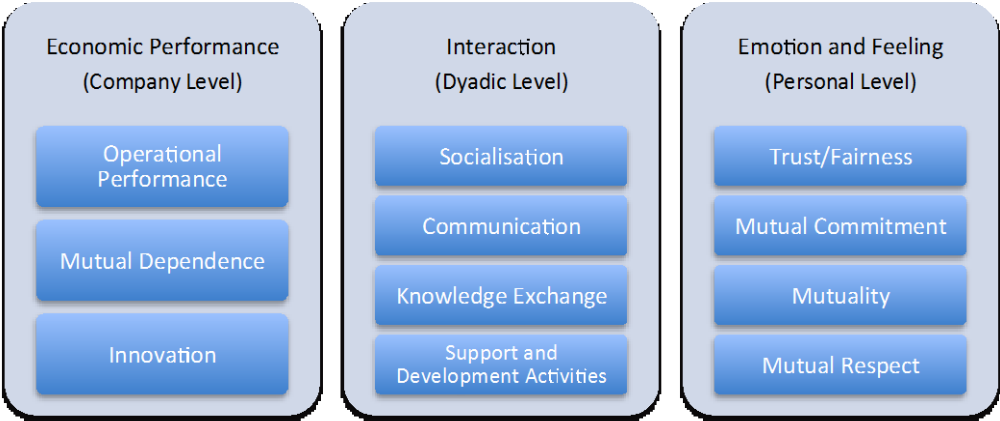 Economic Performance
(Company Level)
Operational
Performance
Mutual Dependence
Innovation
Interaction
(Dyadic Level)
Socialisation
Communication
Knowledge Exchange
Support and
Development Activities
Emotion and Feeling
(Personal Level)
Trust/Fairness
Mutual Commitment
Mutuality
Mutual Respect